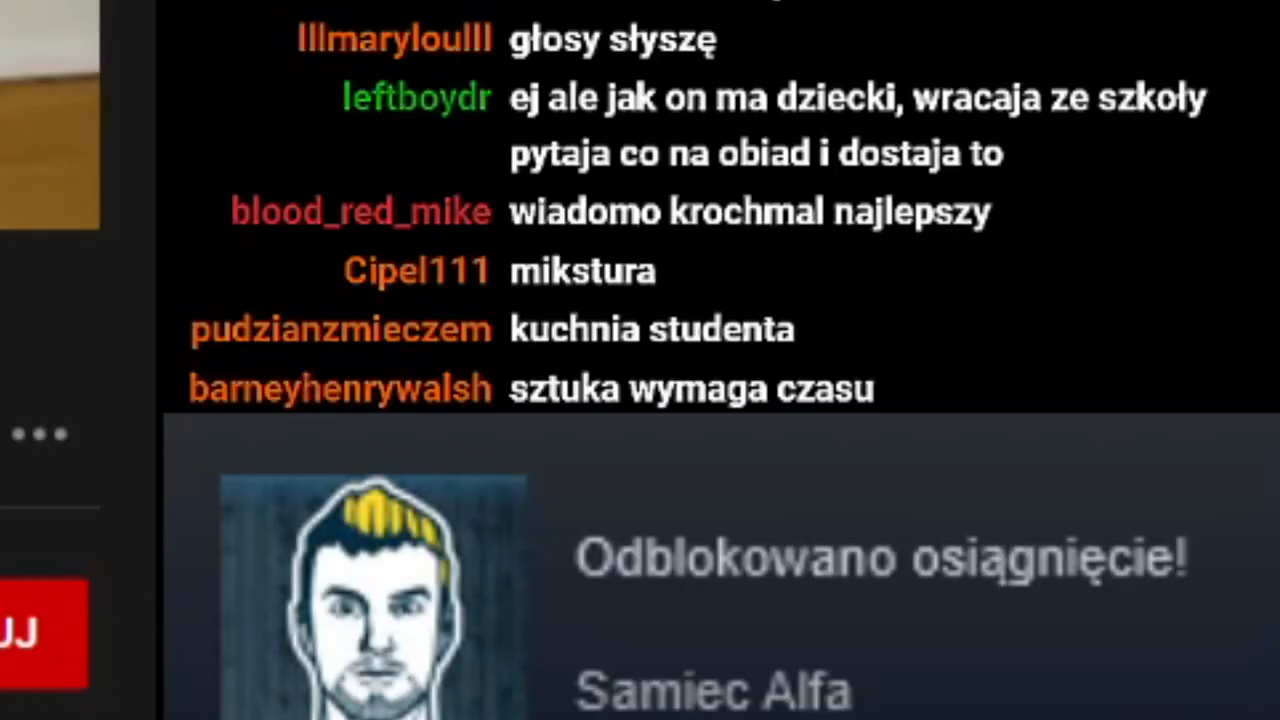 lllmaryloulll głosy słyszę
leftboydr ej ale jak on ma dziecki, wracaja ze szkoły
pytaja co na obiad i dostaja to
blood_red_mike wiadomo krochmal najlepszy
Cipel111 mikstura
pudzianzmieczem kuchnia studenta
barneyhenrywalsh sztuka wymaga czasu
Odblokowano osiągnięcie!
UJ
Samiec Alfa